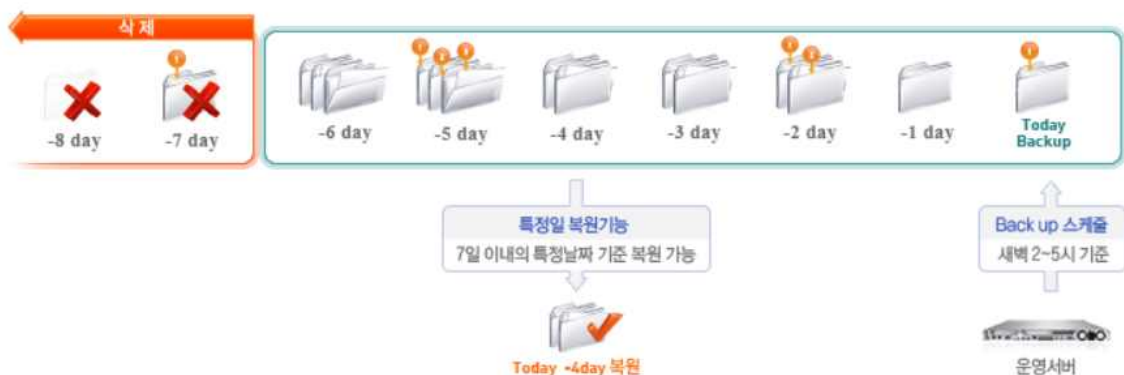 삭 제
-8 day
-7 day
-6 day
-5 day
-4 day
-3 day
-2 day
-1 day
Today
Backup
특정일 복원기능
7일 이내의 특정날짜 기준 복원 가능
Today -4day 복원
Back up 스케줄
새벽 2~5시 기준
운영서버